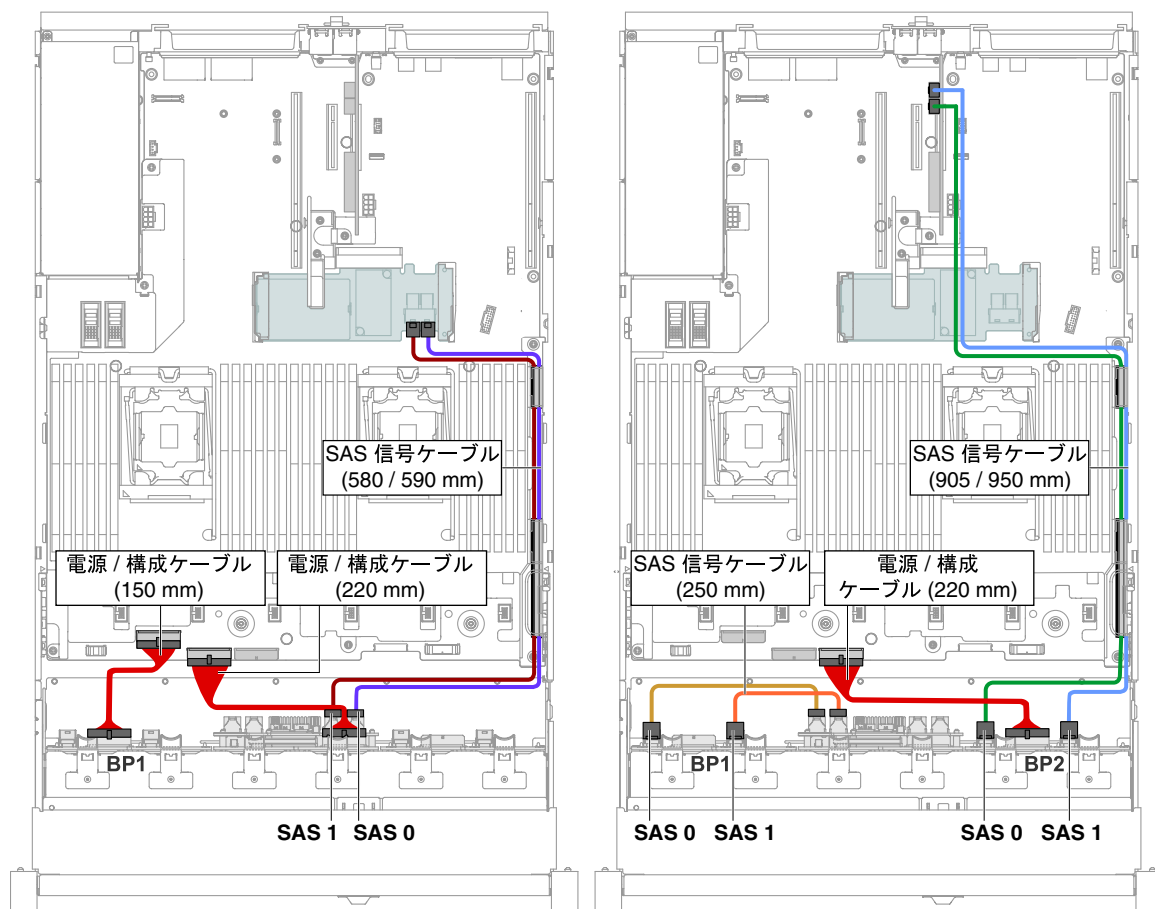 SAS 信号ケーブル
(580 / 590 mm)
電源 / 構成ケーブル
(150 mm)
電源 / 構成ケーブル
(220 mm)
BP1
SAS 1
SAS 0
SAS 信号ケーブル
(905 / 950 mm)
SAS 信号ケーブル
(250 mm)
電源 / 構成
ケーブル (220 mm)
BP1
BP2
SAS 0
SAS 1
SAS 0
SAS 1